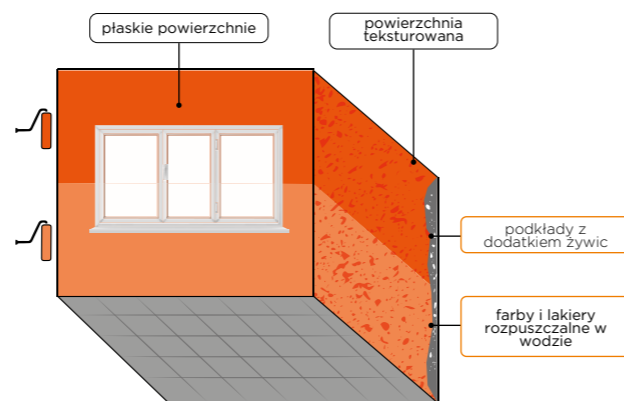 płaskie powierzchnie
powierzchnia
teksturowana
podkłady z
dodatkiem żywic
farby i lakiery
rozpuszczalne w
wodzie